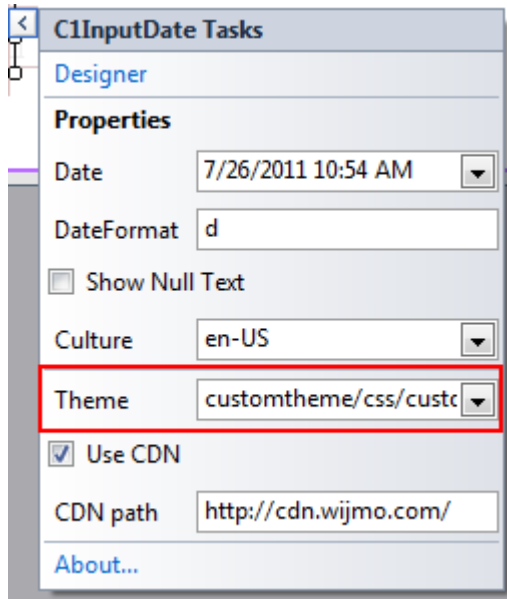 C1InputDate Tasks
Designer
Properties
Date 7/26/2011 10:54 AM
DateFormat d
Show Null Text
Culture en-US
Theme customtheme/css/custc
Use CDN
CDN path http://cdn.wijmo.com/
About...